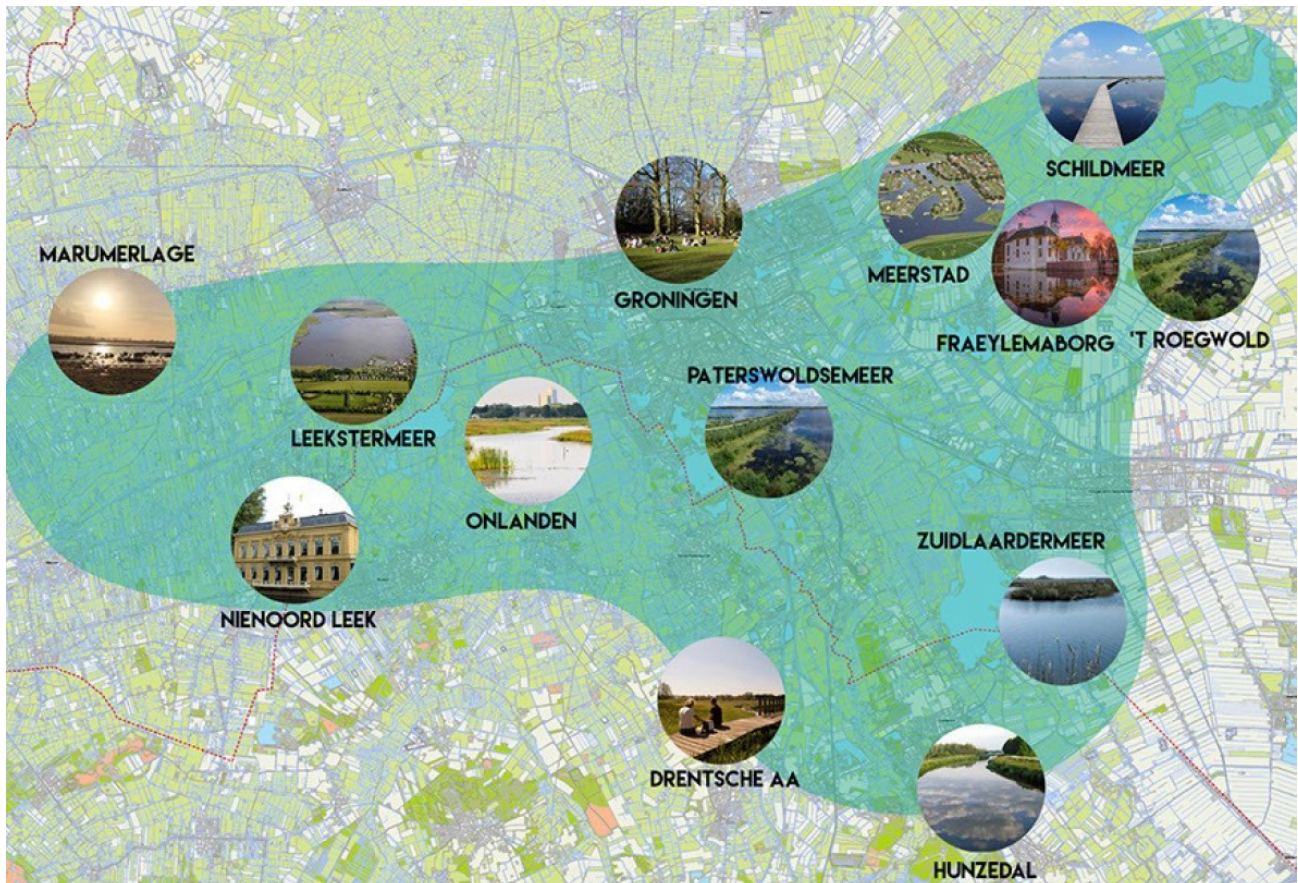 SCHILDMEER
MARUMERLAGE
MEERSTAD
GRONINGEN
FRAEYLEMABORG
'T ROEGWOLD
PATERSWOLDSEMEER
LEEKSTERMEER
ONLANDEN
ZUIDLAARDERMEER
NIENOORD LEEK
DRENTSCHE AA
HUNZEDAL